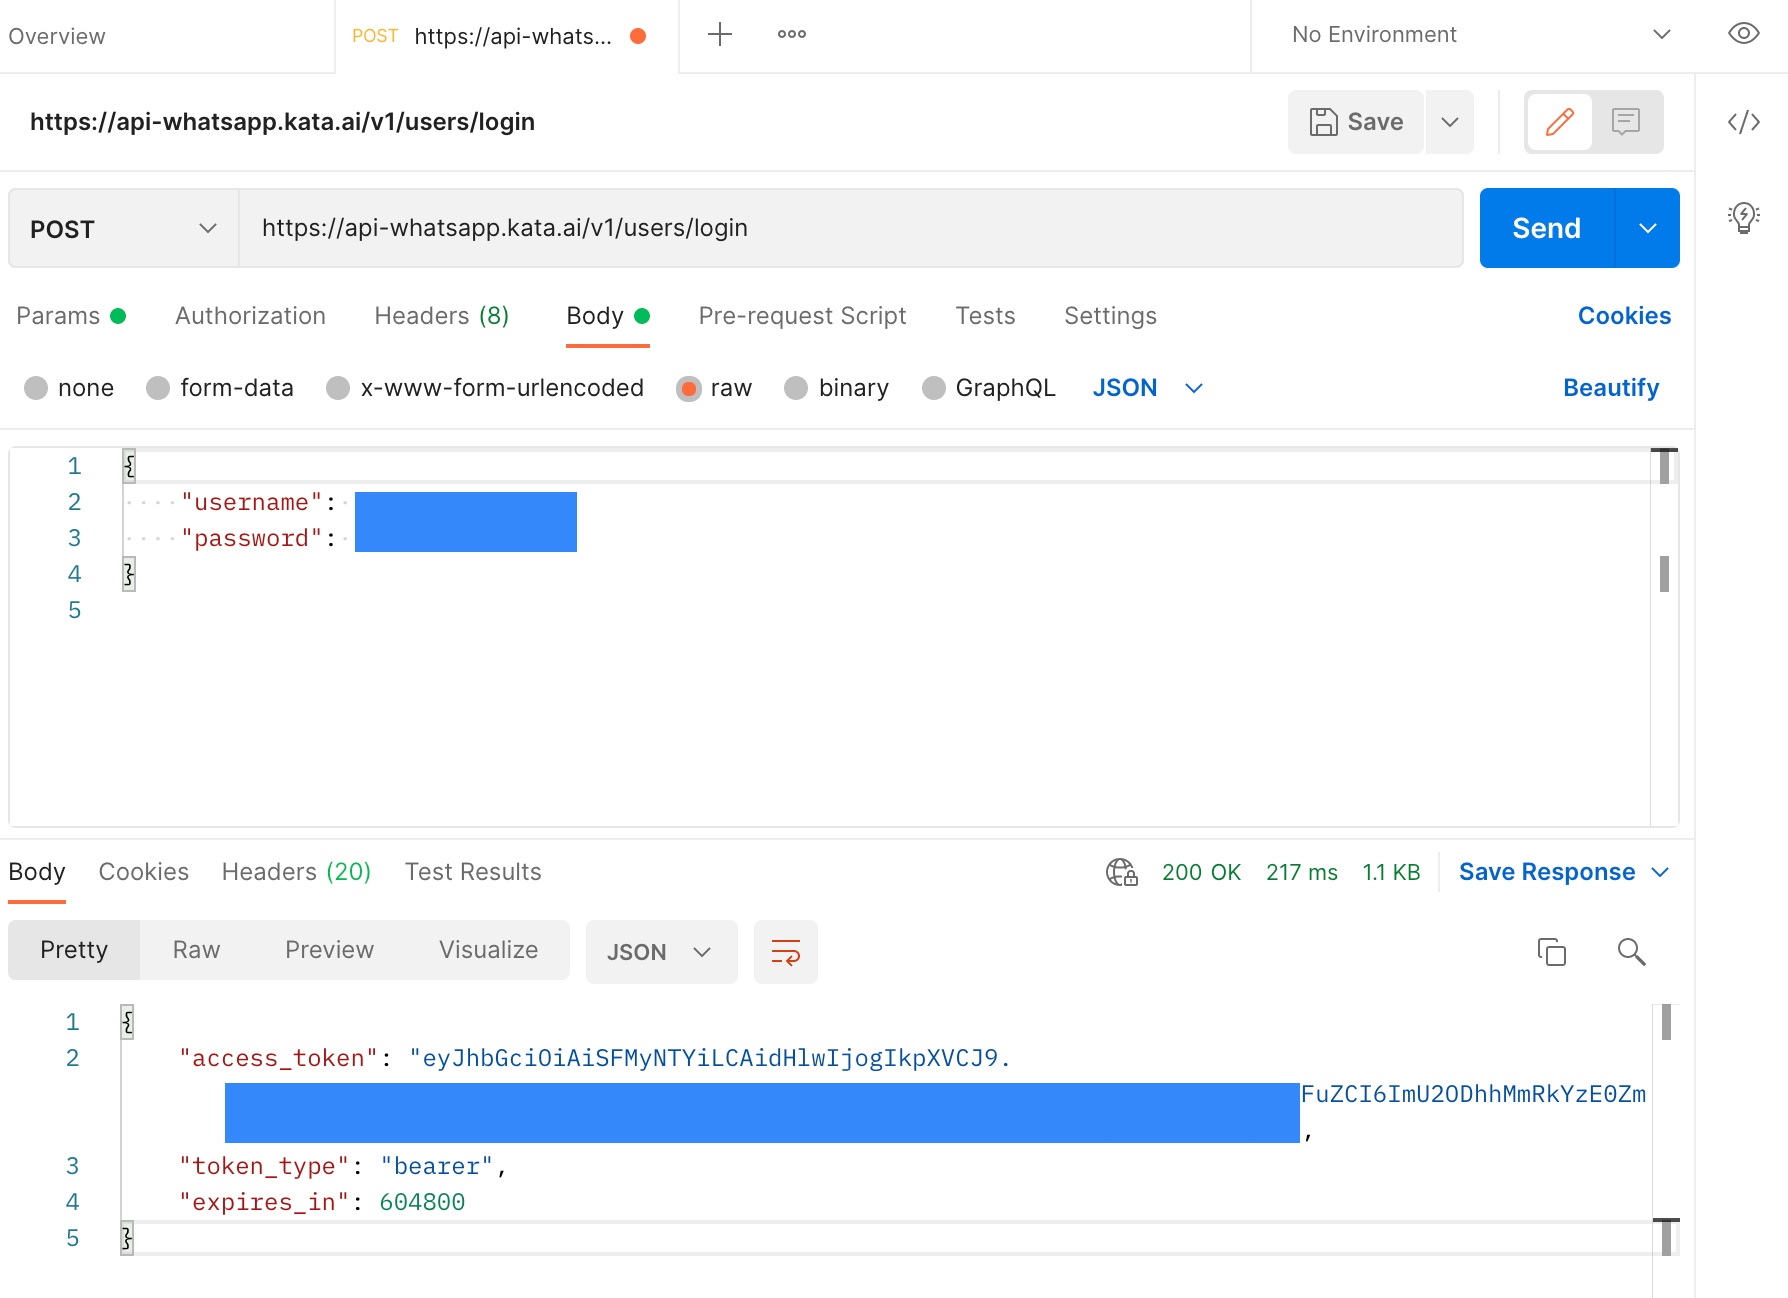 Overview
POST https://api-whats...
No Environment
https://api-whatsapp.kata.ai/v1/users/login
Save
POST
https://api-whatsapp.kata.ai/v1/users/login
Send
Params Authorization Headers (8) Body Pre-request Script Tests Settings Cookies
none form-data x-www-form-urlencoded raw binary GraphQL JSON Beautify
1 {
2 "username":
3 "password":
4 }
5
Body Cookies Headers (20) Test Results 200 OK 217 ms 1.1 KB Save Response
Pretty Raw Preview Visualize JSON
1 {
2 "access_token": "eyJhbGciOiAiSFMyNTYiLCAidHlwIjogIkpXVCJ9.
FuZCI6ImU2ODhhMmRkYzE0Zm
,
3 "token_type": "bearer",
4 "expires_in": 604800
5 }